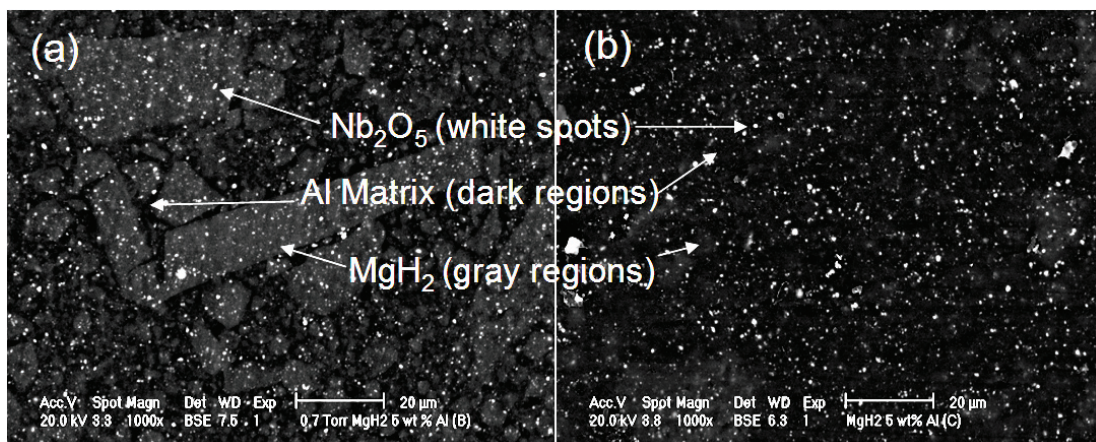 (a)
(b)
Nb₂O₅ (white spots)
Al Matrix (dark regions)
MgH₂ (gray regions)
Acc.V Spot Magn Det WD Exp 20 µm
20.0 kV 3.3 1000x BSE 7.5 1 0.7 Torr MgH2 5 wt % Al (B)
Acc.V Spot Magn Det WD Exp 20 µm
20.0 kV 3.8 1000x BSE 6.3 1 MgH2 5 wt% Al (C)